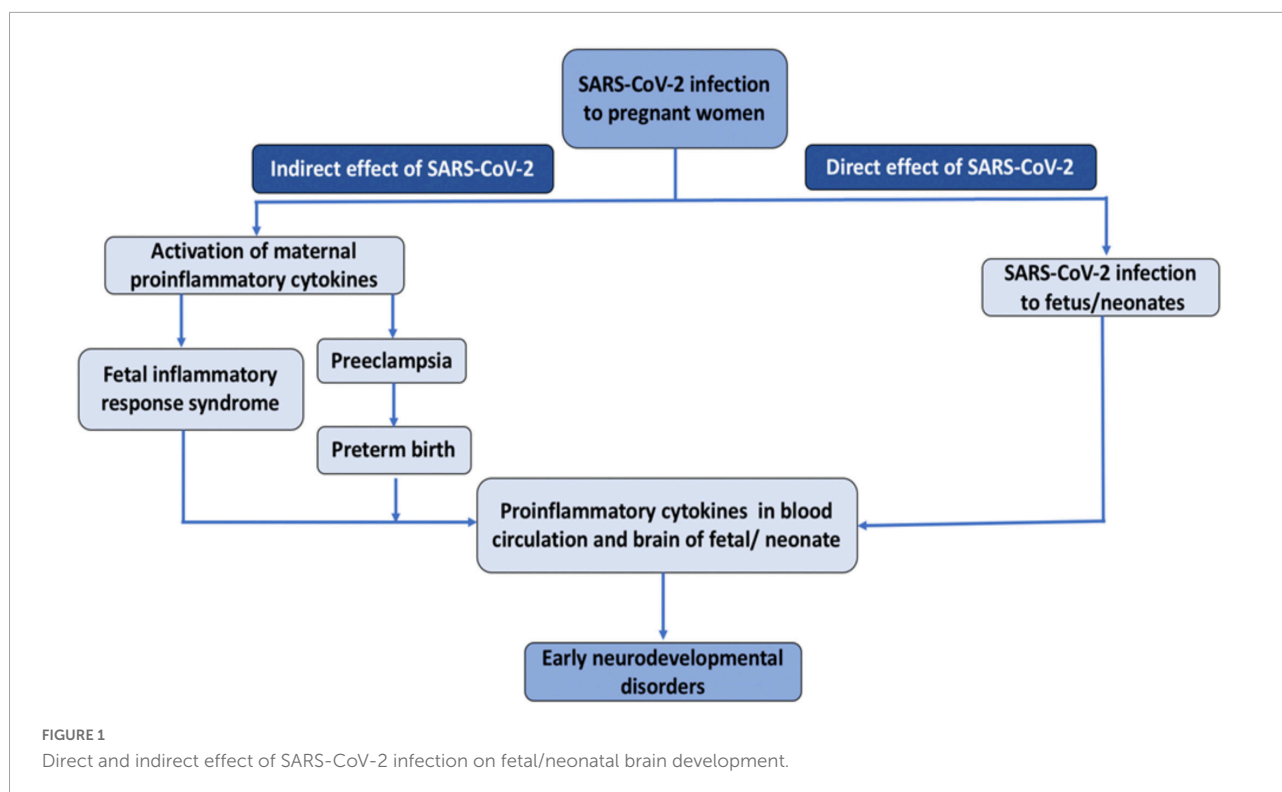 SARS-CoV-2 infection
to pregnant women
Indirect effect of SARS-CoV-2
Direct effect of SARS-CoV-2
Activation of maternal
proinflammatory cytokines
SARS-CoV-2 infection
to fetus/neonates
Fetal inflammatory
response syndrome
Preeclampsia
Preterm birth
Proinflammatory cytokines in blood
circulation and brain of fetal/ neonate
Early neurodevelopmental
disorders
FIGURE 1
Direct and indirect effect of SARS-CoV-2 infection on fetal/neonatal brain development.